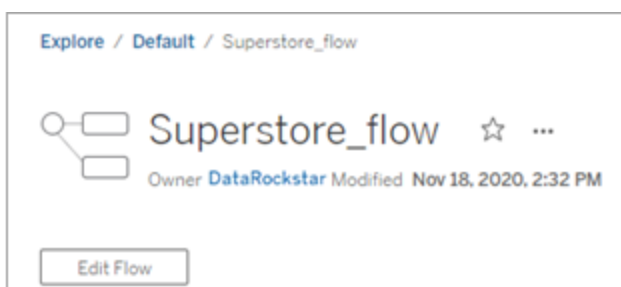 Explore / Default / Superstore_flow
Superstore_flow ☆ ···
Owner DataRockstar Modified Nov 18, 2020, 2:32 PM
Edit Flow